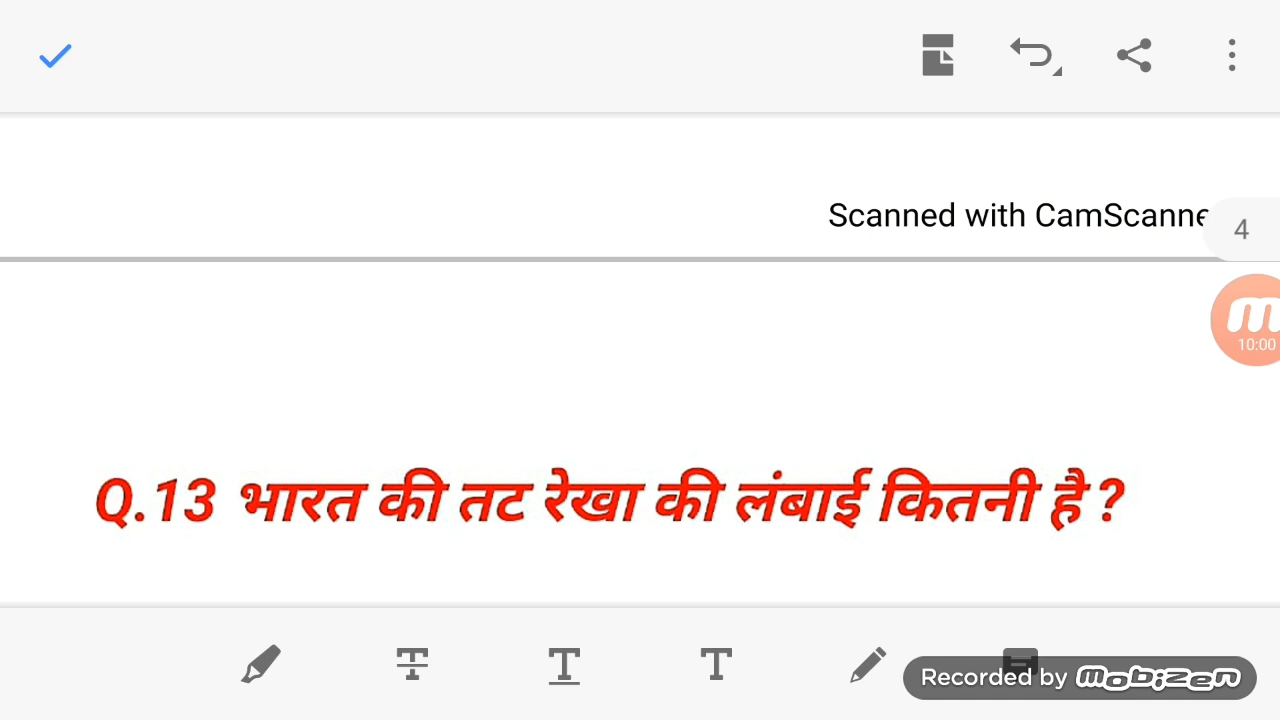 Scanned with CamScanne
4
10:00
Q.13 भारत की तट रेखा की लंबाई कितनी है ?
T T T
Recorded by mobizen